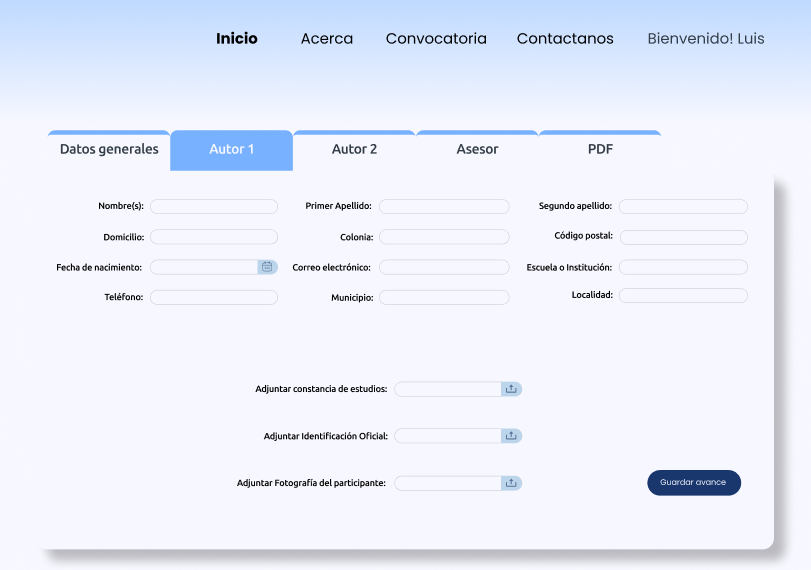 Inicio Acerca Convocatoria Contactanos Bienvenido! Luis
Datos generales Autor 1 Autor 2 Asesor PDF
Nombre(s): Primer Apellido: Segundo apellido:
Domicilio: Colonia: Código postal:
Fecha de nacimiento: Correo electrónico: Escuela o Institución:
Teléfono: Municipio: Localidad:
Adjuntar constancia de estudios:
Adjuntar Identificación Oficial:
Adjuntar Fotografía del participante:
Guardar avance